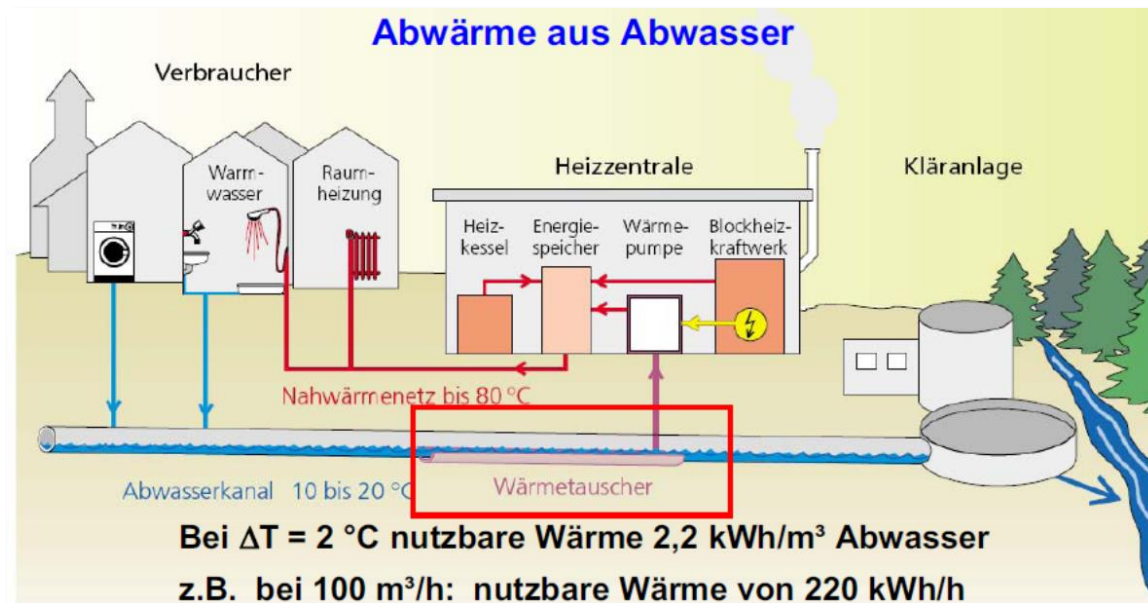 Abwärme aus Abwasser
Verbraucher
Warm-
wasser
Raum-
heizung
Heizzentrale
Kläranlage
Heiz-
kessel
Energie-
speicher
Wärme-
pumpe
Blockheiz-
kraftwerk
Nahwärmenetz bis 80 °C
Abwasserkanal 10 bis 20 °C
Wärmetauscher
Bei ΔT = 2 °C nutzbare Wärme 2,2 kWh/m³ Abwasser
z.B. bei 100 m³/h: nutzbare Wärme von 220 kWh/h